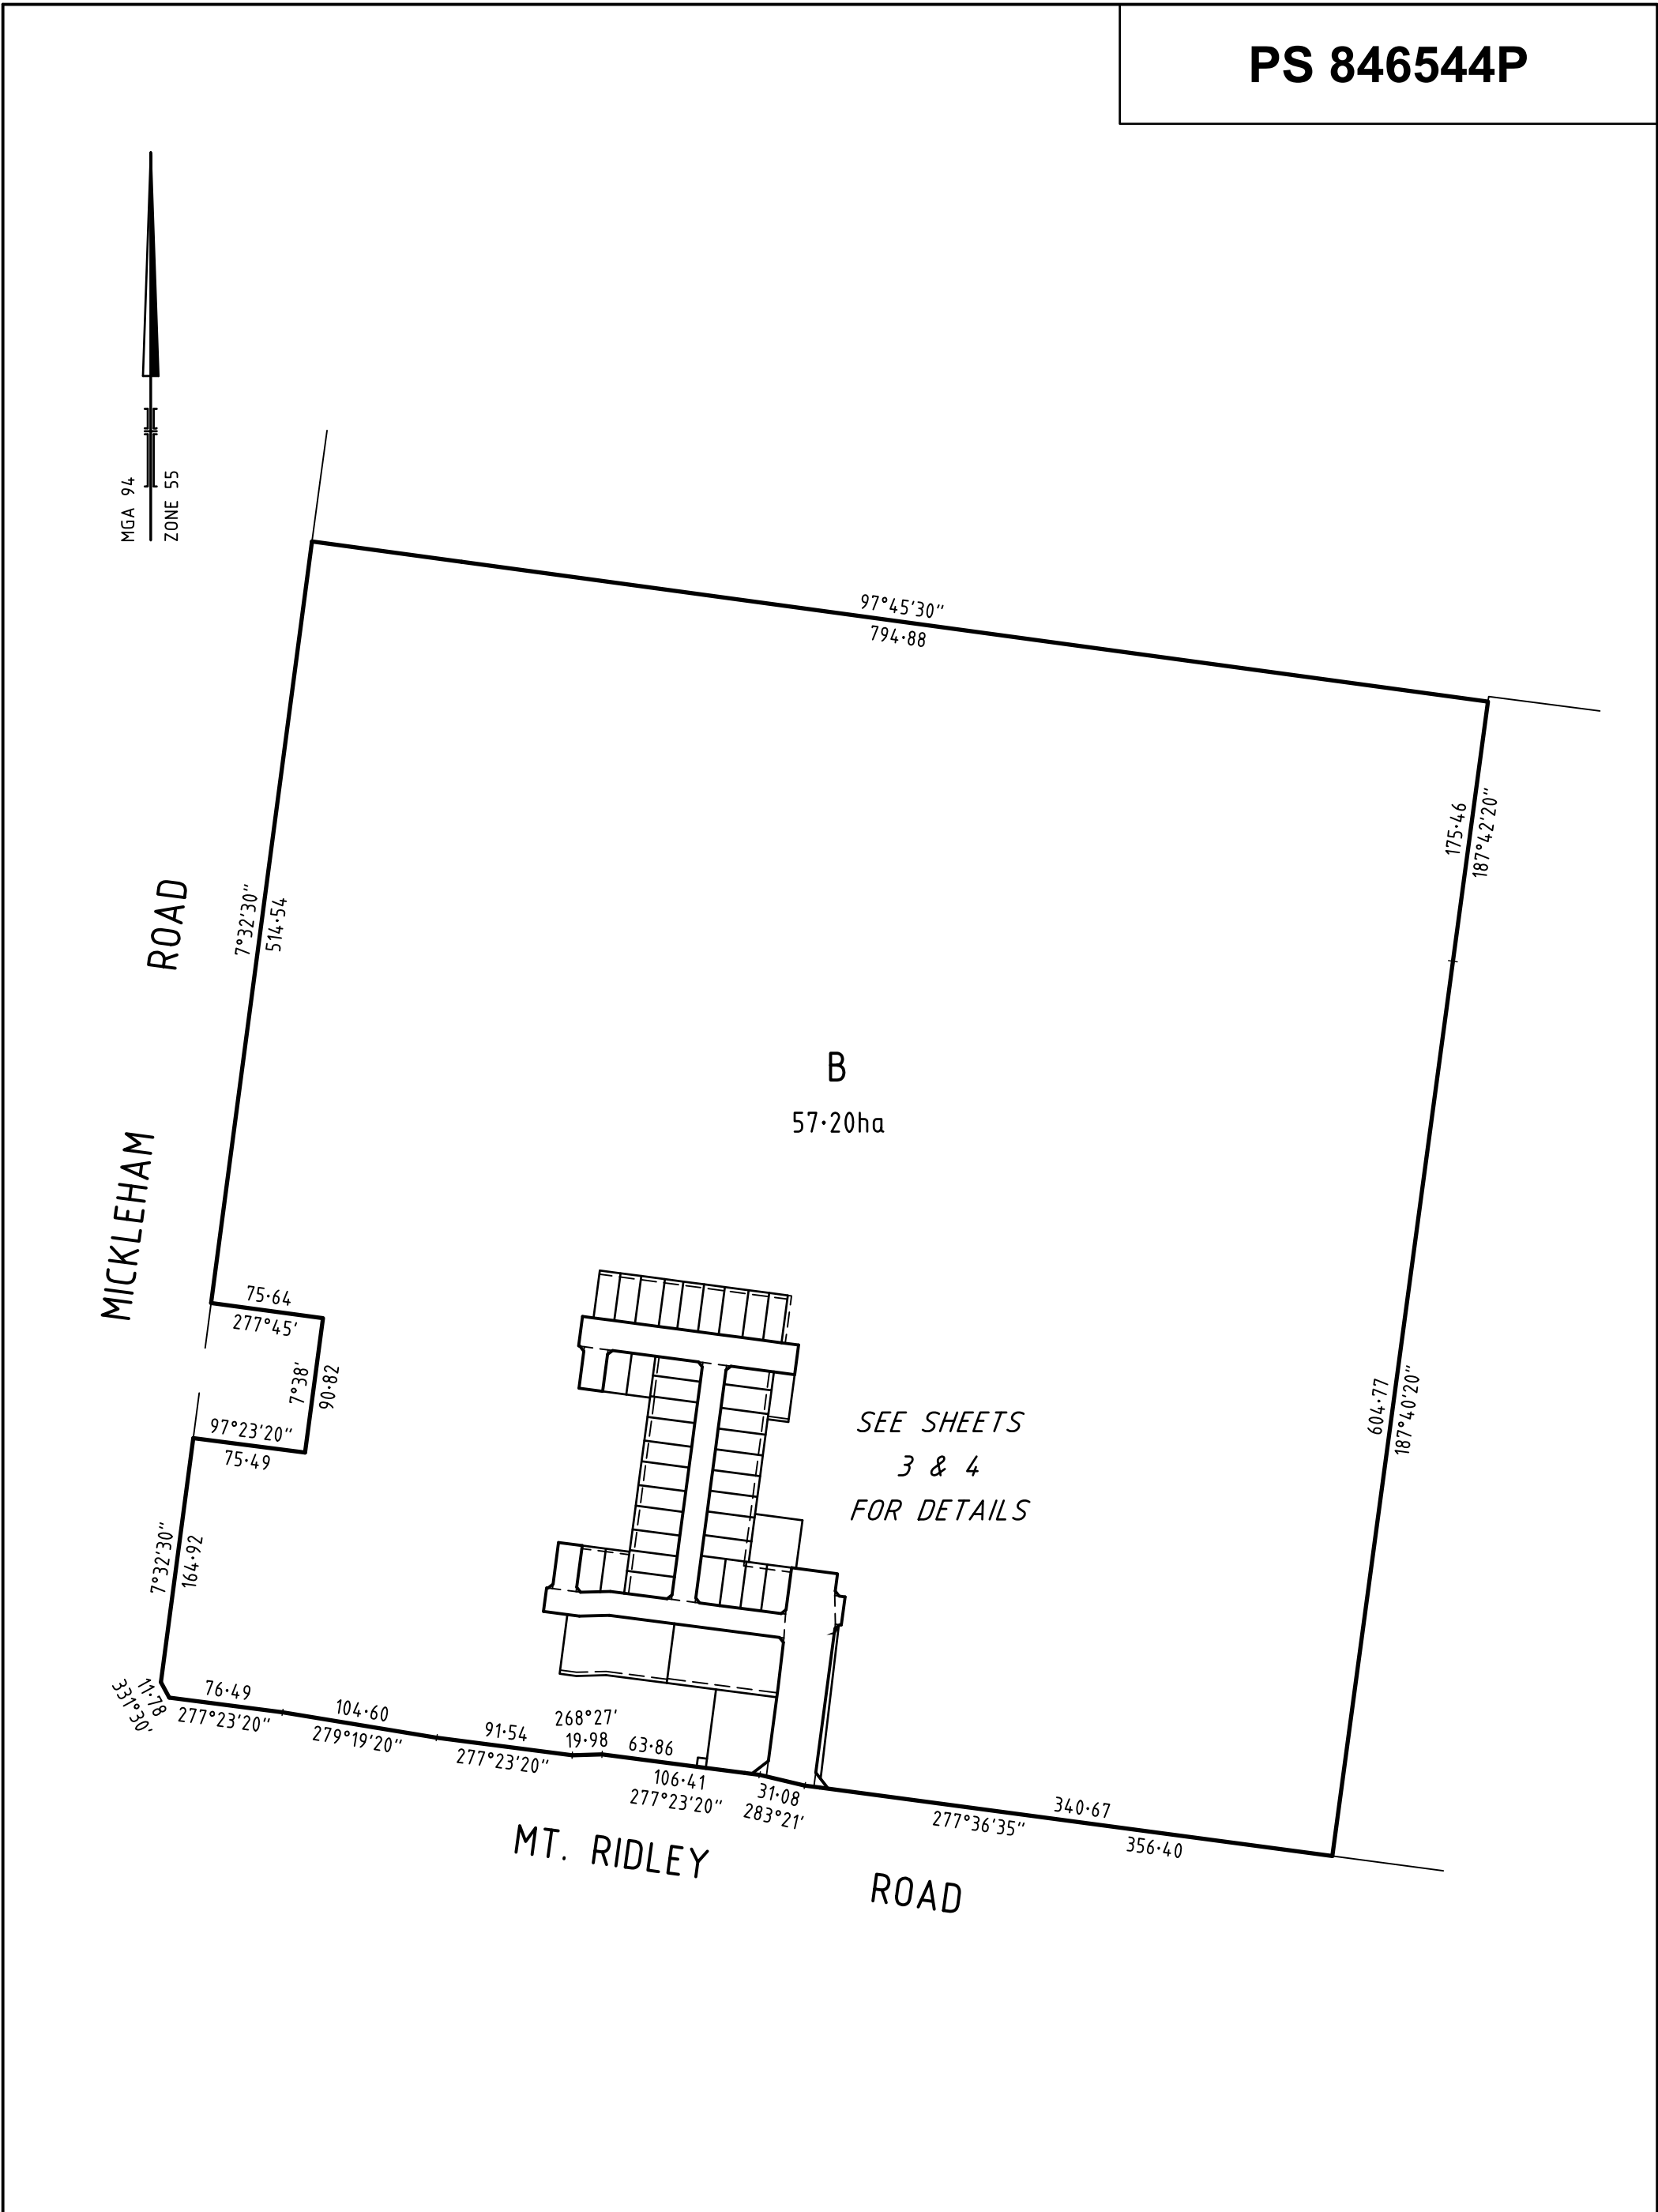 PS 846544P
MGA 94
ZONE 55
97°45'30"
794·88
175·46
187°42'20"
ROAD
7°32'30"
514·54
B
57·20ha
MICKLEHAM
75·64
277°45'
7°38'
90·82
97°23'20"
75·49
SEE SHEETS
3 & 4
FOR DETAILS
604·77
187°40'20"
7°32'30"
164·92
11·78
331°30'
76·49
277°23'20"
104·60
279°19'20"
91·54
277°23'20"
268°27'
19·98
63·86
106·41
277°23'20"
31·08
283°21'
340·67
277°36'35"
356·40
MT. RIDLEY
ROAD